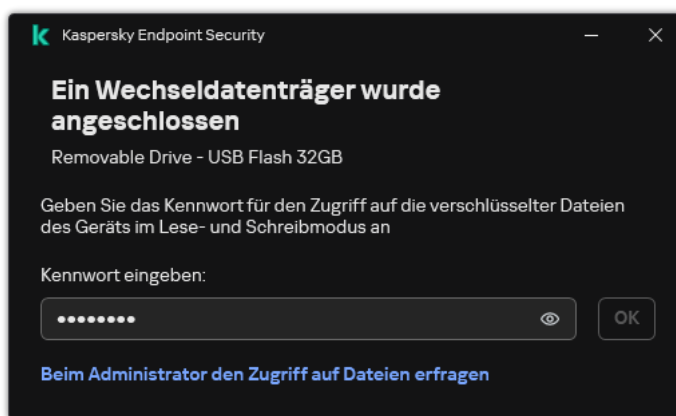 Kaspersky Endpoint Security
Ein Wechseldatenträger wurde
angeschlossen
Removable Drive - USB Flash 32GB
Geben Sie das Kennwort für den Zugriff auf die verschlüsselter Dateien
des Geräts im Lese- und Schreibmodus an
Kennwort eingeben:
••••••••
OK
Beim Administrator den Zugriff auf Dateien erfragen